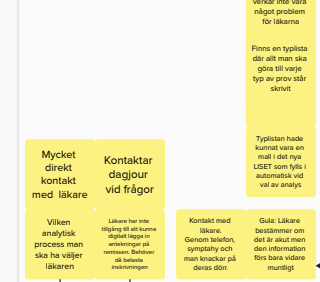 verkar inte vara
något problem
för läkarna
Finns en typlista
där allt man ska
göra till varje
typ av prov står
skrivit
Typlistan hade
kunnat vara en
mall i det nya
LISET som fylls i
automatisk vid
val av analys
Mycket
direkt
kontakt
med läkare
Kontaktar
dagjour
vid frågor
Vilken
analytisk
process man
ska ha väljer
läkaren
Läkare har inte
tillgång till att kunna
digitalt lägga in
antekningar på
remissen. Behöver
då belasta
inskrivningen
Kontakt med
läkare.
Genom telefon,
symptahy och
man knackar på
deras dörr.
Gula: Läkare
bestämmer om
det är akut men
den information
förs bara vidare
muntligt